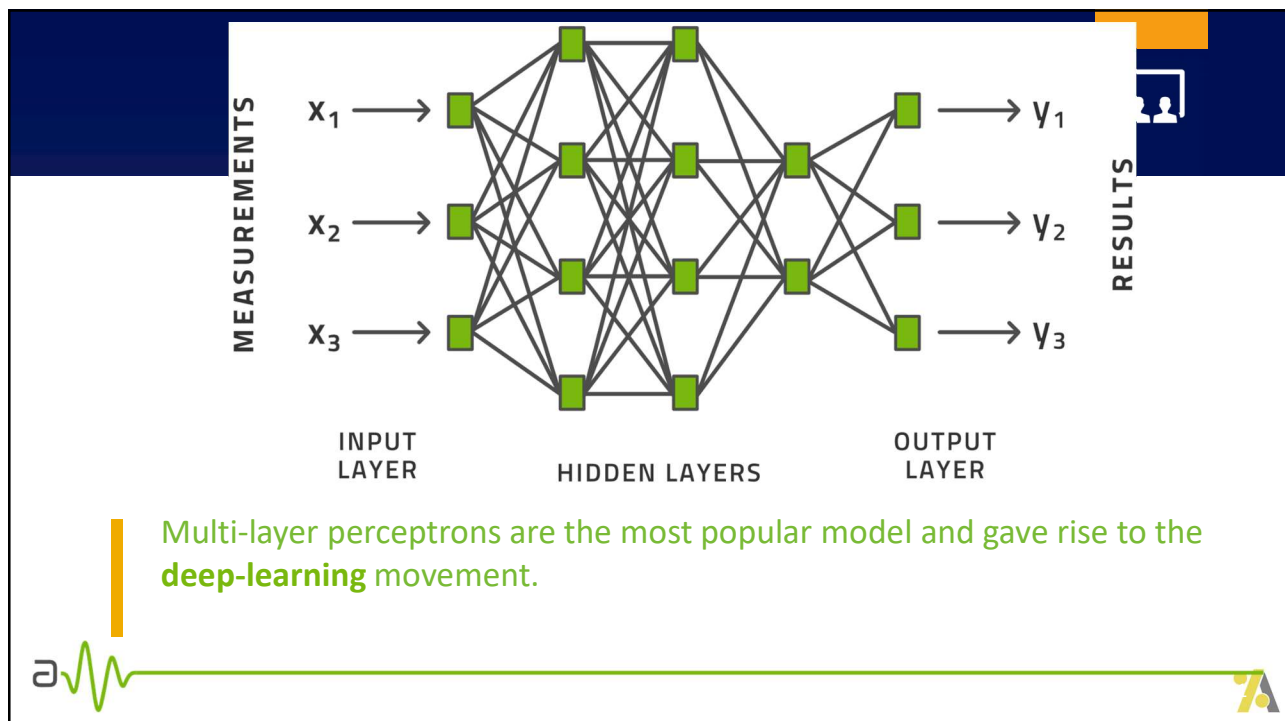 MEASUREMENTS
x₁
x₂
x₃
y₁
y₂
y₃
RESULTS
INPUT
LAYER
HIDDEN LAYERS
OUTPUT
LAYER
Multi-layer perceptrons are the most popular model and gave rise to the
deep-learning movement.
a